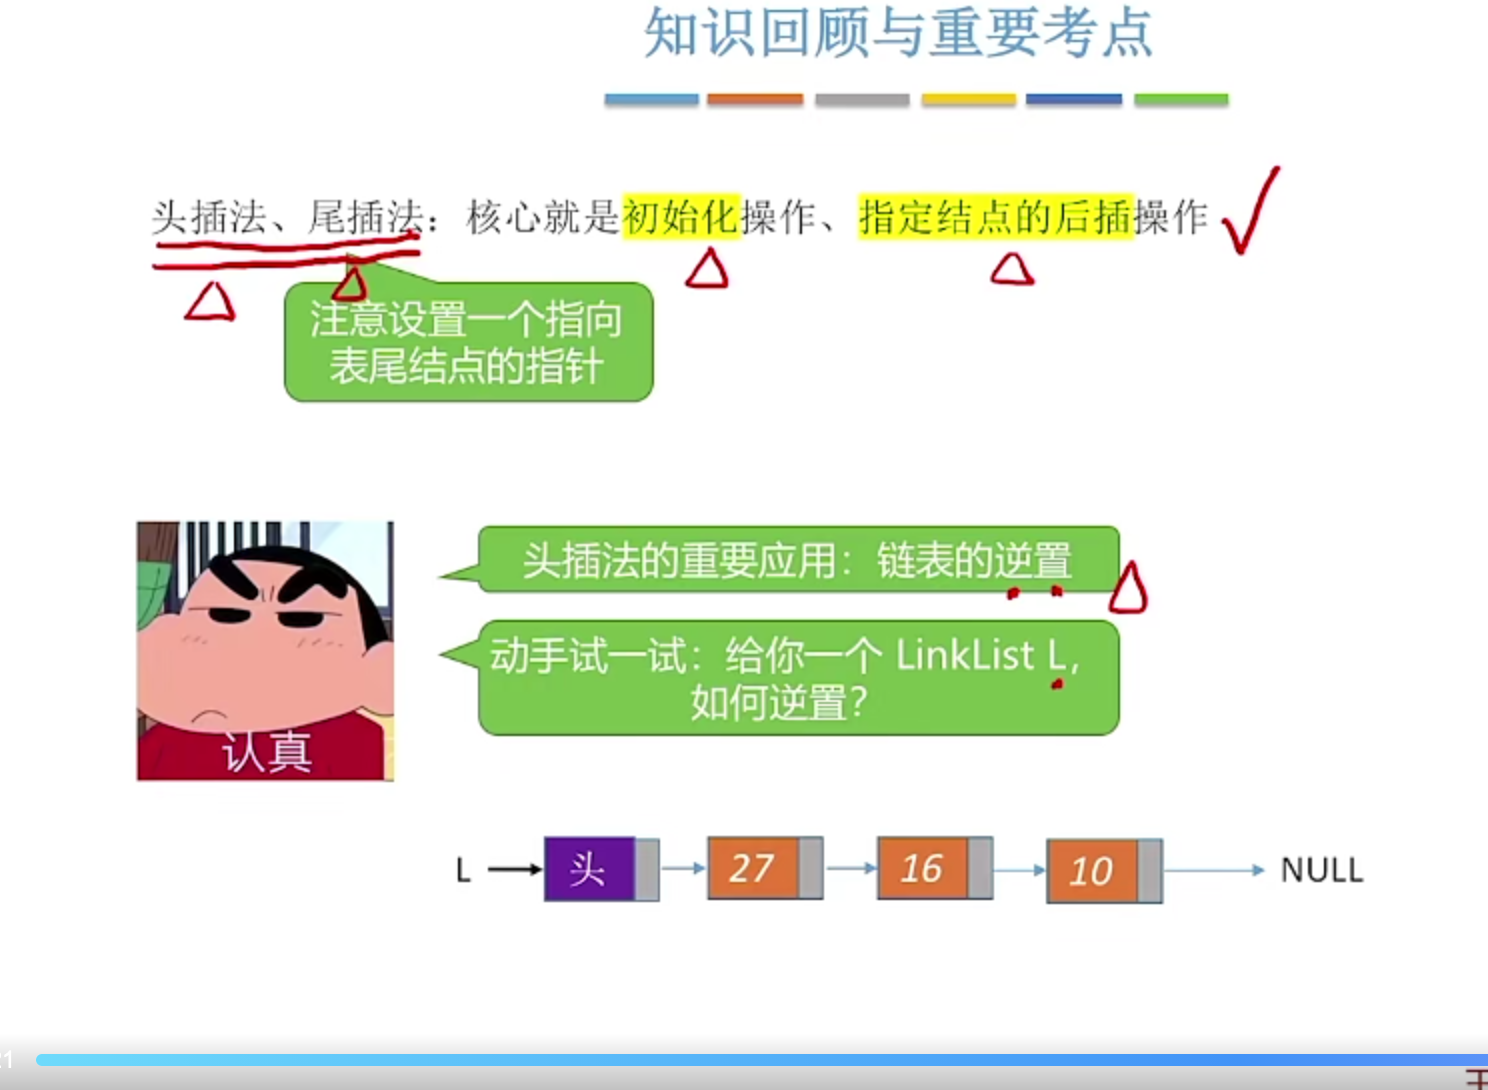 知识回顾与重要考点
头插法、尾插法：核心就是初始化操作、指定结点的后插操作
注意设置一个指向
表尾结点的指针
头插法的重要应用：链表的逆置
动手试一试：给你一个 LinkList L，
如何逆置？
认真
L 头 27 16 10 NULL